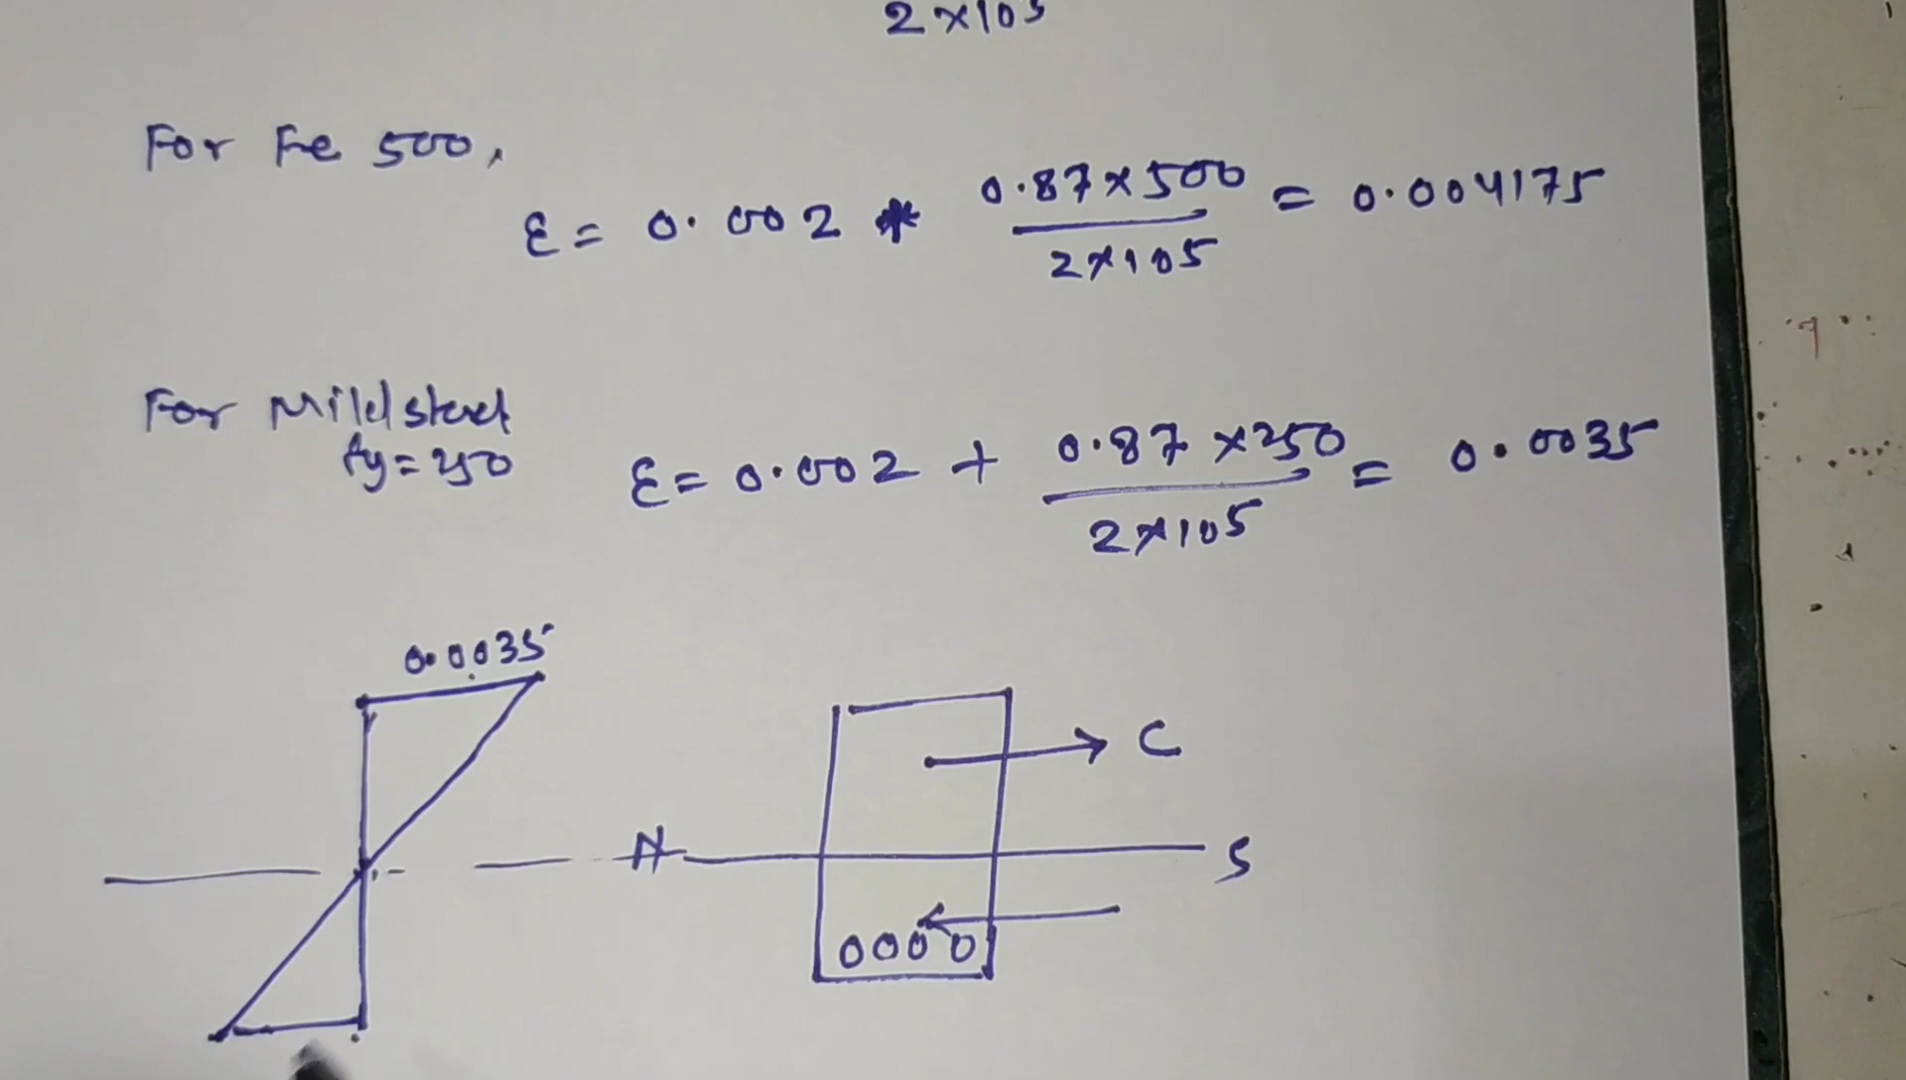 2×105
For Fe 500,
ε = 0.002 * 0.87×500 / 2×105 = 0.004175
For Mild steel
fy = 250
ε = 0.002 + 0.87 ×250 / 2×105 = 0.0035
0.0035
C
N
S
0000